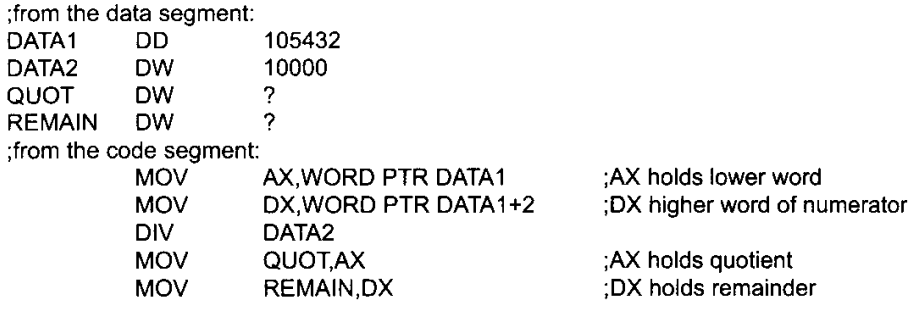 ;from the data segment:
DATA1 DD 105432
DATA2 DW 10000
QUOT DW ?
REMAIN DW ?
;from the code segment:
MOV AX,WORD PTR DATA1 ;AX holds lower word
MOV DX,WORD PTR DATA1+2 ;DX higher word of numerator
DIV DATA2
MOV QUOT,AX ;AX holds quotient
MOV REMAIN,DX ;DX holds remainder